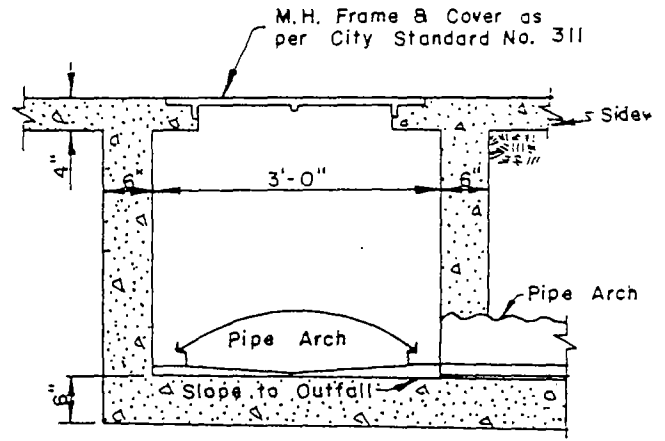 M.H. Frame & Cover as
per City Standard No. 311
Sidew
4"
6"
3'-0"
6"
Pipe Arch
Pipe Arch
Slope to Outfall
6"